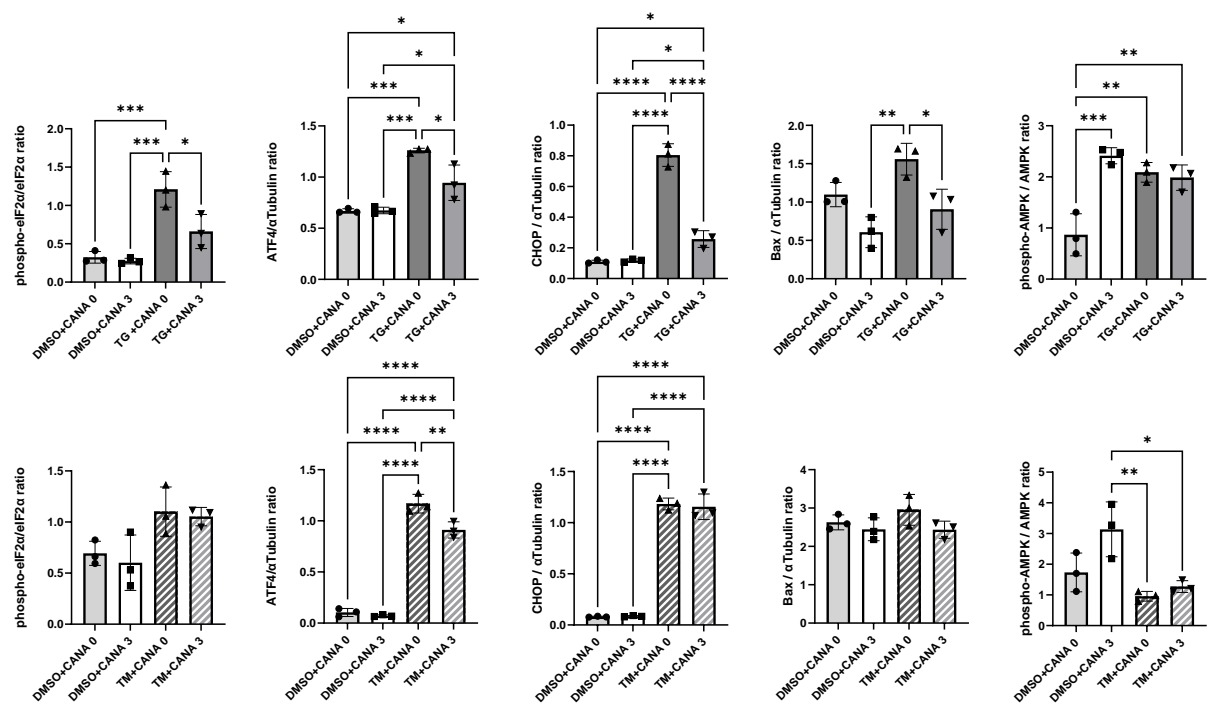 phospho-eIF2α/eIF2α ratio
2.0
1.5
1.0
0.5
0.0
***
***
*
DMSO+CANA 0
DMSO+CANA 3
TG +CANA 0
TG+CANA 3
ATF4/αTubulin ratio
1.5
1.0
0.5
0.0
*
*
***
***
*
DMSO+CANA 0
DMSO+CANA 3
TG+CANA 0
TG+CANA 3
CHOP / αTubulin ratio
1.0
0.8
0.6
0.4
0.2
0.0
*
*
****
****
****
DMSO+CANA 0
DMSO+CANA 3
TG+CANA 0
TG+CANA 3
Bax / αTubulin ratio
2.0
1.5
1.0
0.5
0.0
**
*
DMSO+CANA 0
DMSO+CANA 3
TG+CANA 0
TG+CANA 3
phospho-AMPK / AMPK ratio
3
2
1
0
**
**
***
DMSO+CANA 0
DMSO+CANA 3
TG+CANA 0
TG+CANA 3
phospho-eIF2α/eIF2α ratio
1.5
1.0
0.5
0.0
DMSO+CANA 0
DMSO+CANA 3
TM+CANA 0
TM+CANA 3
ATF4/αTubulin ratio
1.5
1.0
0.5
0.0
****
****
****
**
****
DMSO+CANA 0
DMSO+CANA 3
TM+CANA 0
TM+CANA 3
CHOP / αTubulin ratio
1.5
1.0
0.5
0.0
****
****
****
****
DMSO+CANA 0
DMSO+CANA 3
TM+CANA 0
TM+CANA 3
Bax / αTubulin ratio
4
3
2
1
0
DMSO+CANA 0
DMSO+CANA 3
TM+CANA 0
TM+CANA 3
phospho-AMPK / AMPK ratio
5
4
3
2
1
0
*
**
DMSO+CANA 0
DMSO+CANA 3
TM+CANA 0
TM+CANA 3